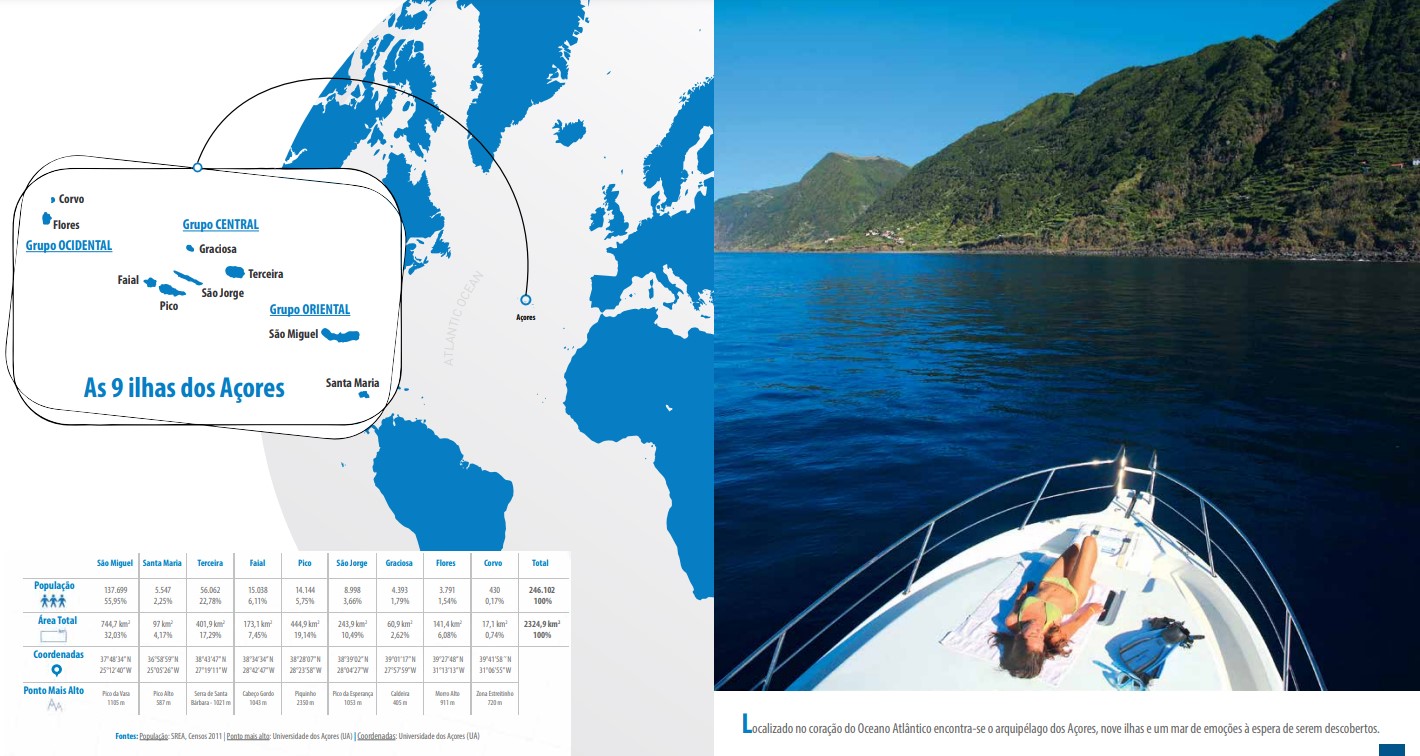 Corvo
Flores
Grupo OCIDENTAL
Grupo CENTRAL
Graciosa
Faial
Terceira
São Jorge
Pico
Grupo ORIENTAL
São Miguel
As 9 ilhas dos Açores
Santa Maria
ATLANTIC OCEAN
Açores
São Miguel Santa Maria Terceira Faial Pico São Jorge Graciosa Flores Corvo Total
População
137.699 5.547 56.062 15.038 14.144 8.998 4.393 3.791 430 246.102
55,95% 2,25% 22,78% 6,11% 5,75% 3,66% 1,79% 1,54% 0,17% 100%
Área Total
744,7 km² 97 km² 401,9 km² 173,1 km² 444,9 km² 243,9 km² 60,9 km² 141,4 km² 17,1 km² 2324,9 km²
32,03% 4,17% 17,29% 7,45% 19,14% 10,49% 2,62% 6,08% 0,74% 100%
Coordenadas
37°48'34"N 36°58'59"N 38°43'47"N 38°34'34"N 38°28'07"N 38°39'02"N 39°01'17"N 39°27'48"N 39°41'58"N
25°12'40"W 25°05'26"W 27°19'11"W 28°42'47"W 28°23'58"W 28°04'27"W 27°57'59"W 31°13'13"W 31°06'55"W
Ponto Mais Alto
Pico da Vara Pico Alto Serra de Santa Cabeço Gordo Piquinho Pico da Esperança Caldeira Morro Alto Zona Estreitinho
1105 m 587 m Bárbara - 1021 m 1043 m 2350 m 1053 m 405 m 911 m 720 m
Fontes: População: SREA, Censos 2011 | Ponto mais alto: Universidade dos Açores (UA) | Coordenadas: Universidade dos Açores (UA)
Localizado no coração do Oceano Atlântico encontra-se o arquipélago dos Açores, nove ilhas e um mar de emoções à espera de serem descobertos.